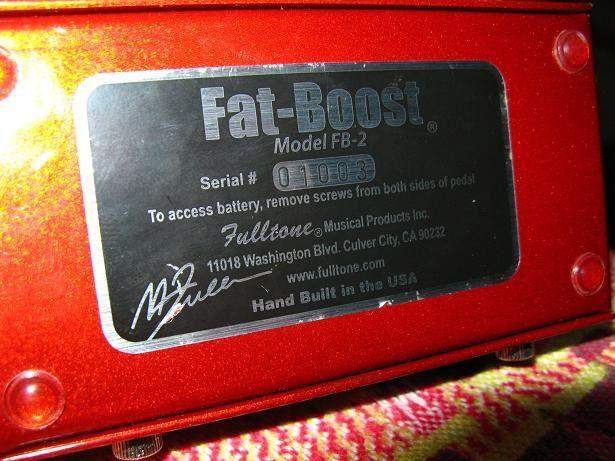 Fat-Boost®
Model FB-2
Serial # 01003
To access battery, remove screws from both sides of pedal
Fulltone® Musical Products Inc.
11018 Washington Blvd. Culver City, CA 90232
www.fulltone.com
Hand Built in the USA